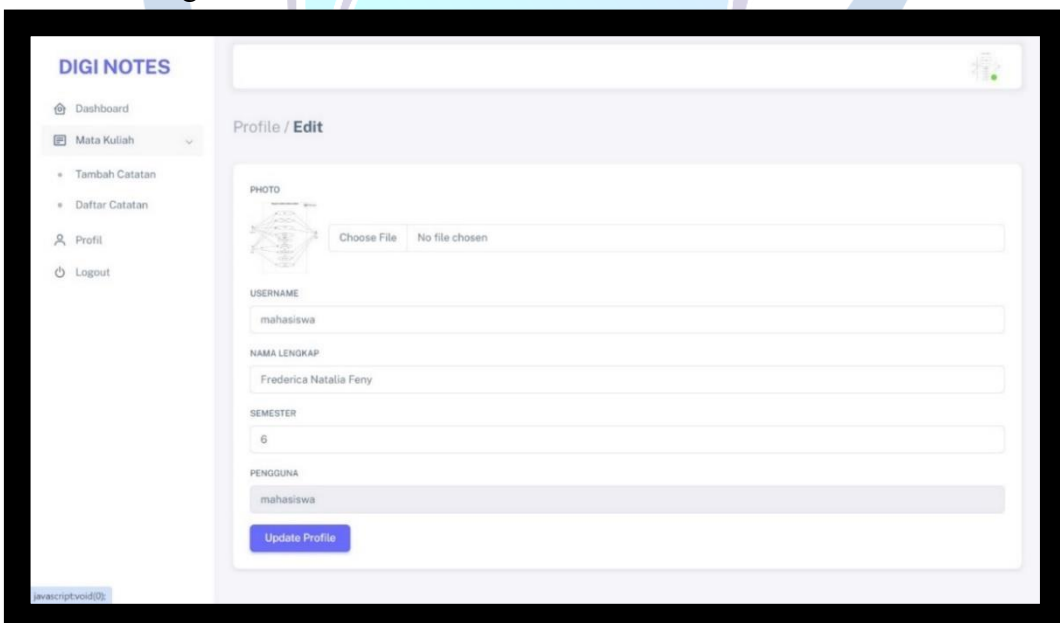 DIGI NOTES
Dashboard
Mata Kuliah
Tambah Catatan
Daftar Catatan
Profil
Logout
Profile / Edit
PHOTO
Choose File No file chosen
USERNAME
mahasiswa
NAMA LENGKAP
Frederica Natalia Feny
SEMESTER
6
PENGGUNA
mahasiswa
Update Profile
javascript:void(0);